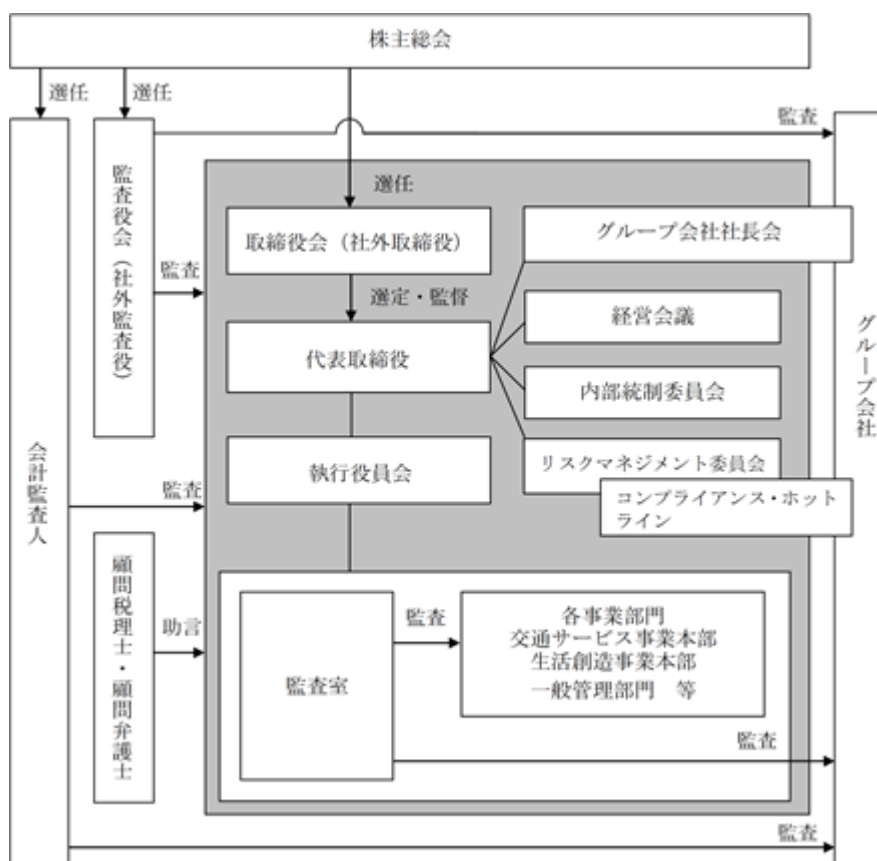 株主総会
選任
選任
監査
選任
監査役会（社外監査役）
取締役会（社外取締役）
グループ会社社長会
監査
選定・監督
経営会議
代表取締役
グループ会社
内部統制委員会
会計監査人
執行役員会
リスクマネジメント委員会
コンプライアンス・ホット
ライン
監査
顧問税理士・顧問弁護士
助言
監査室
監査
各事業部門
交通サービス事業本部
生活創造事業本部
一般管理部門　等
監査
監査